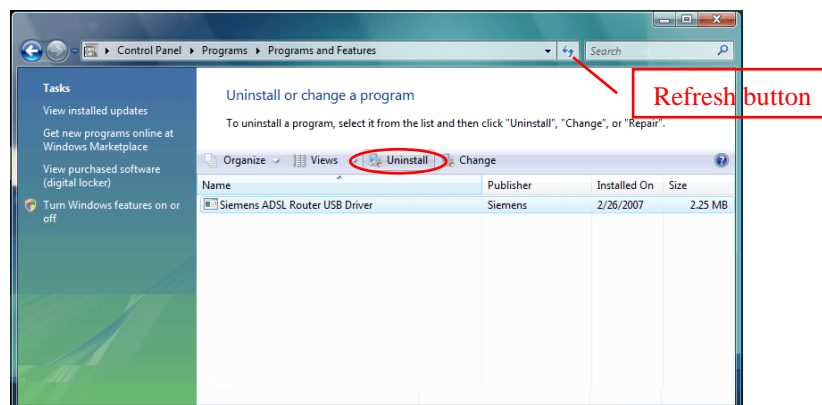 Control Panel Programs Programs and Features Search
Refresh button
Tasks
View installed updates
Get new programs online at
Windows Marketplace
View purchased software
(digital locker)
Turn Windows features on or
off
Uninstall or change a program
To uninstall a program, select it from the list and then click "Uninstall", "Change", or "Repair".
Organize Views Uninstall Change
Name Publisher Installed On Size
Siemens ADSL Router USB Driver Siemens 2/26/2007 2.25 MB